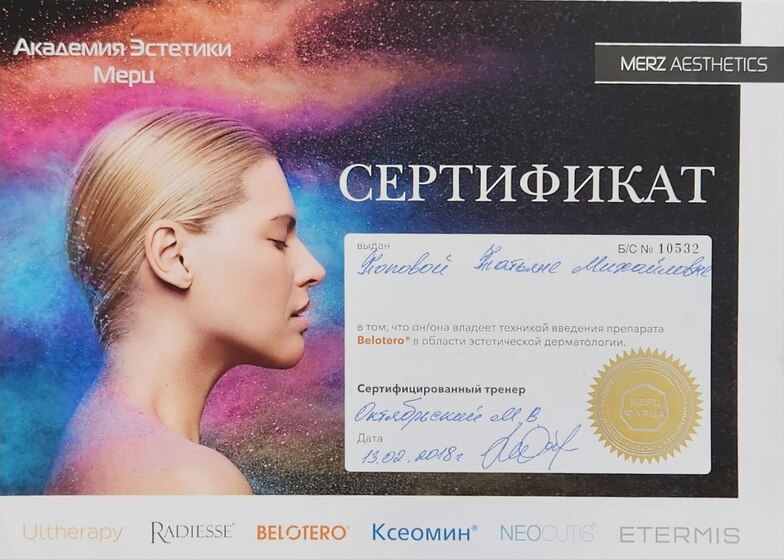 Академия Эстетики
Мерц
MERZ AESTHETICS
СЕРТИФИКАТ
выдан
Б/С № 10532
Поповой Татьяне Михайловне
в том, что он/она владеет техникой введения препарата
Belotero® в области эстетической дерматологии.
Сертифицированный тренер
Октябрьский М.В
Дата
13.02.2018г
МЕРЦ
ФАРМА
Ultherapy
RADIESSE®
BELOTERO®
Ксеомин®
NEOCUTIS®
ETERMIS